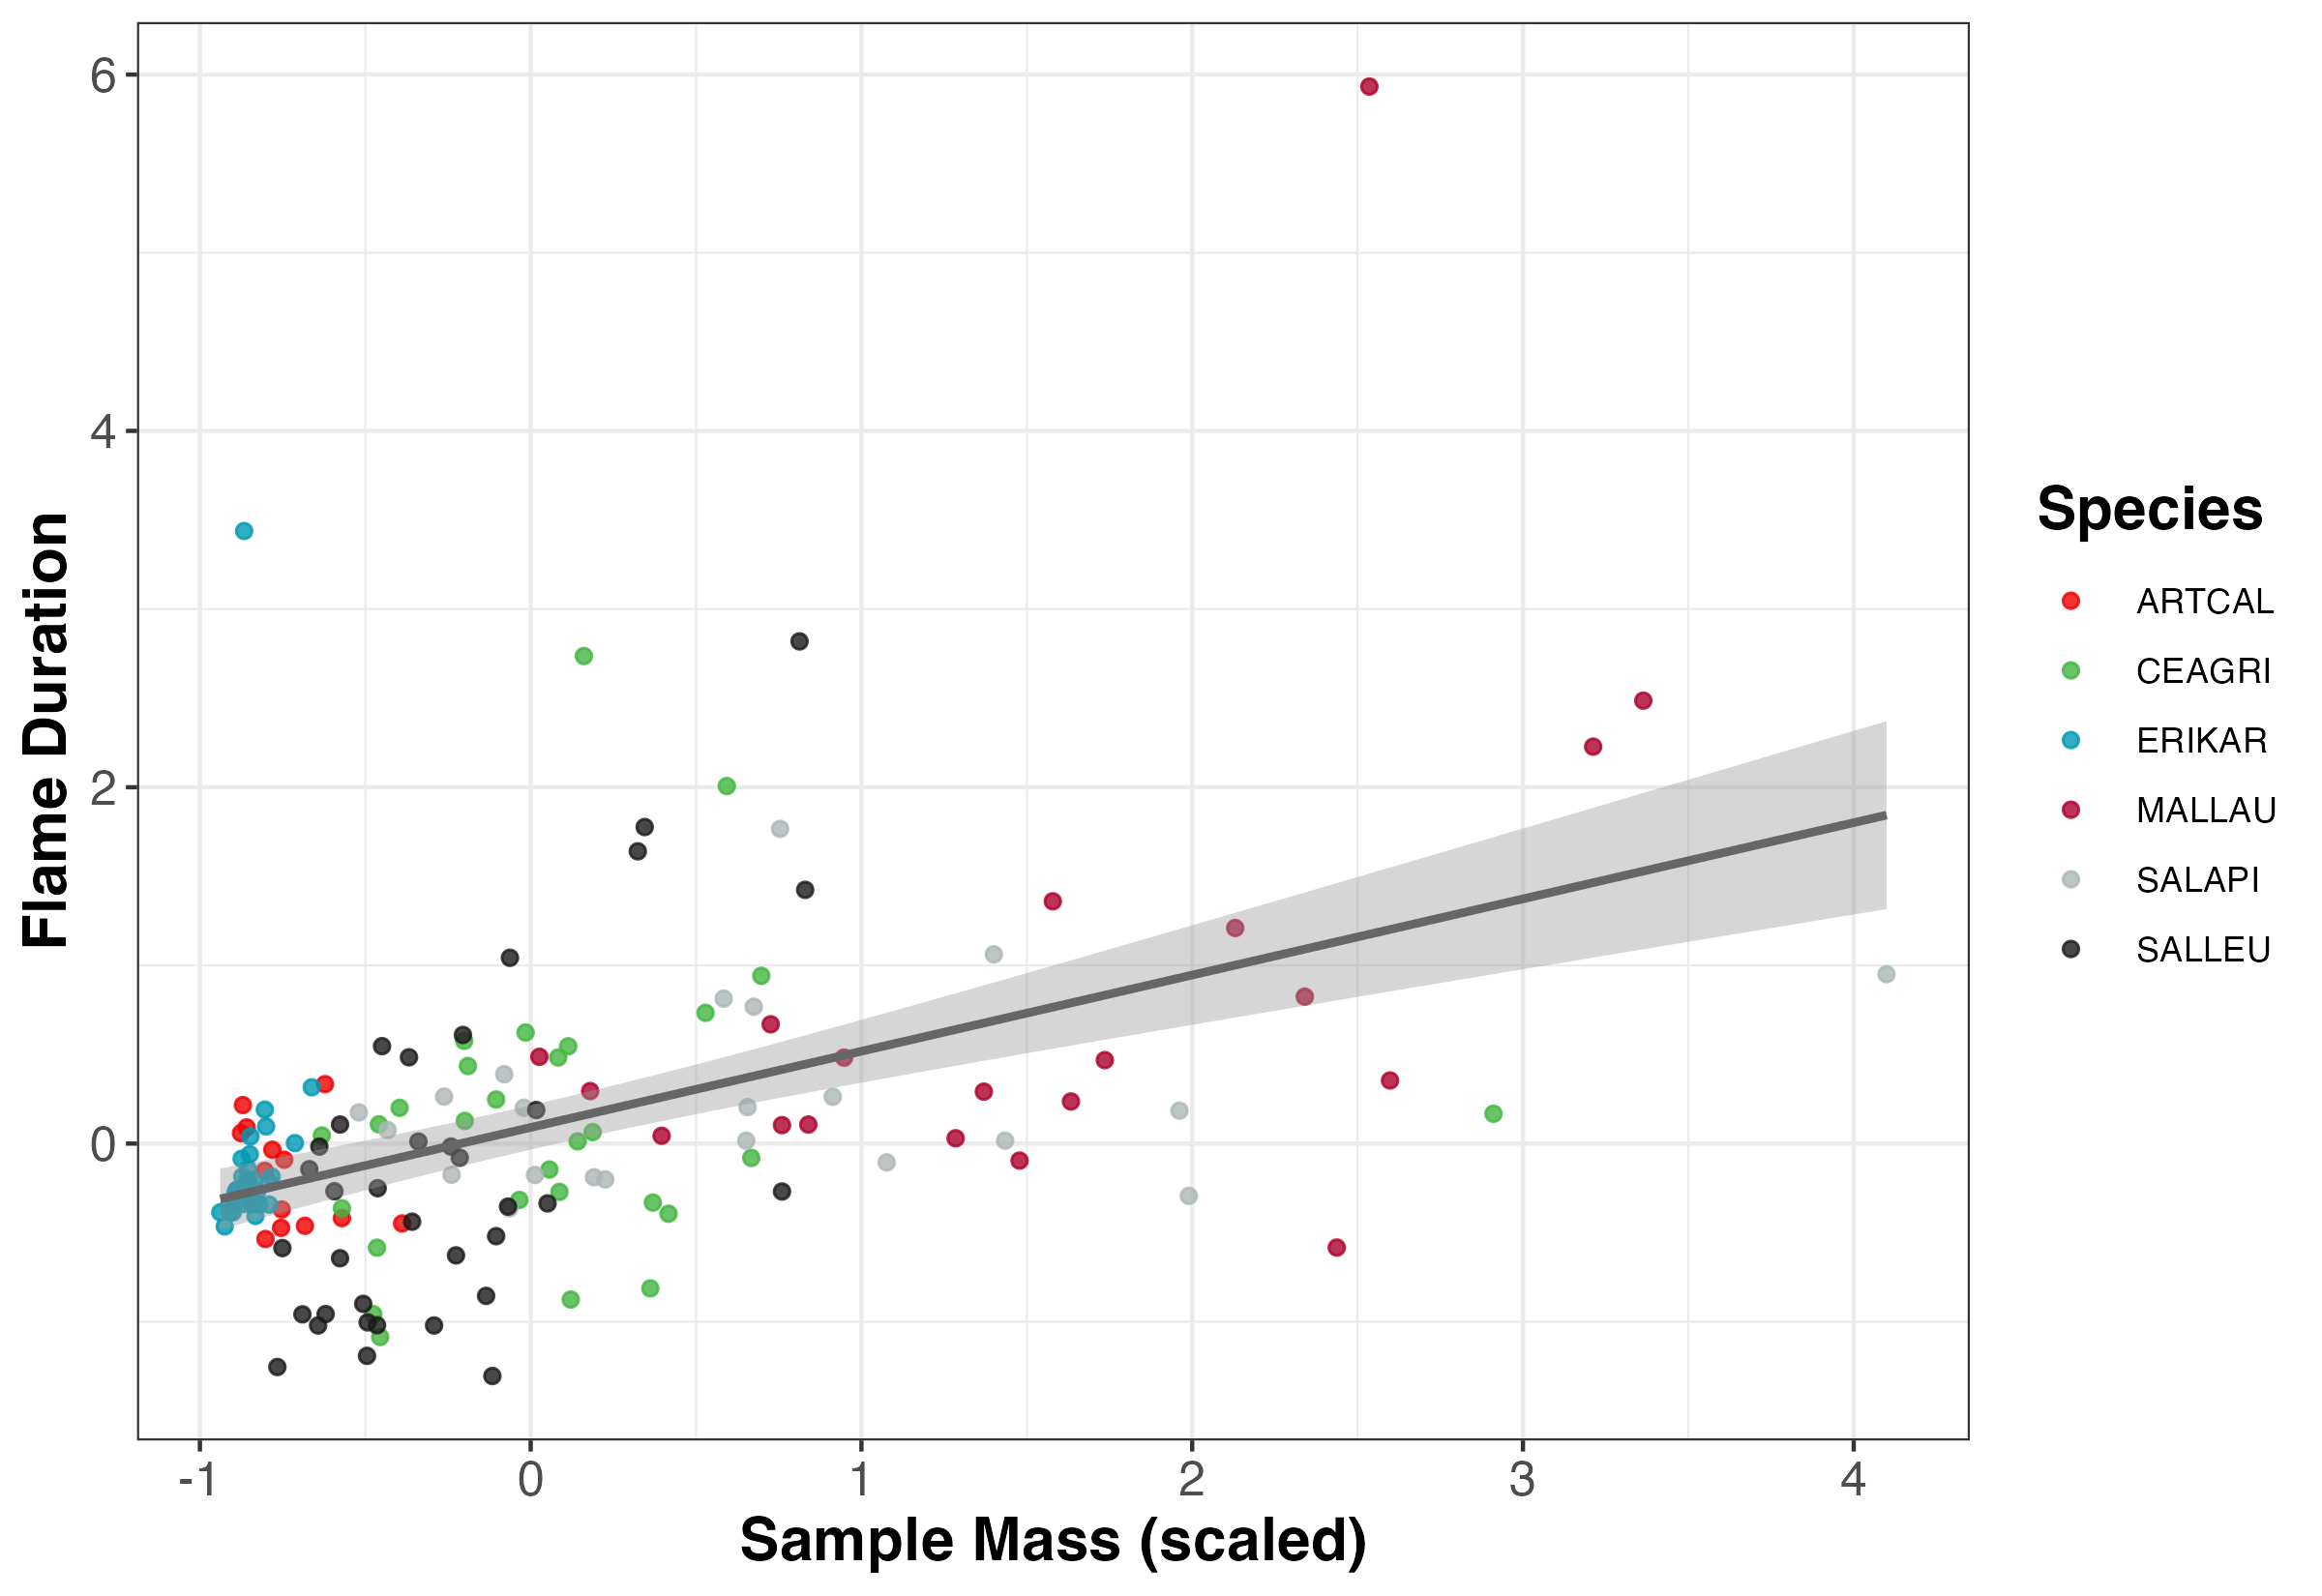 6
4
2
0
-1
0
1
2
3
4
Flame Duration
Sample Mass (scaled)
Species
ARTCAL
CEAGRI
ERIKAR
MALLAU
SALAPI
SALLEU